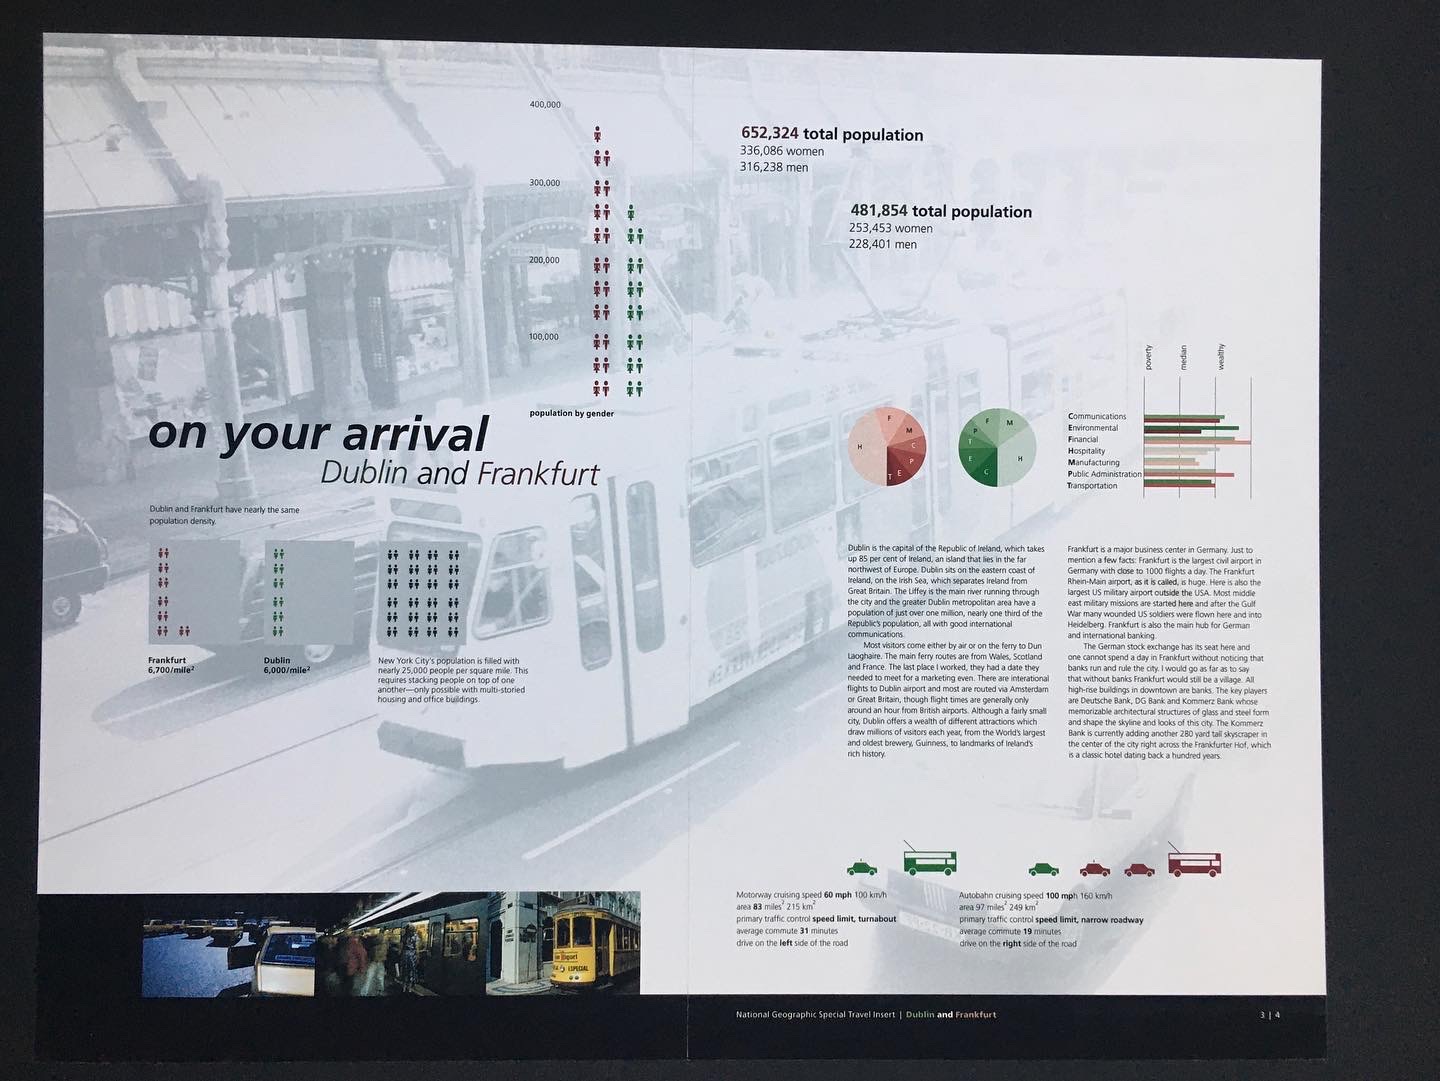 400,000
300,000
200,000
100,000
population by gender
652,324 total population
336,086 women
316,238 men
481,854 total population
253,453 women
228,401 men
on your arrival
Dublin and Frankfurt
Dublin and Frankfurt have nearly the same
population density.
Frankfurt
6,700/mile²
Dublin
6,000/mile²
New York City's population is filled with
nearly 25,000 people per square mile. This
requires stacking people on top of one
another—only possible with multi-storied
housing and office buildings.
F
M
C
P
E
T
H
F
M
H
C
E
T
P
poverty
median
wealthy
Communications
Environmental
Financial
Hospitality
Manufacturing
Public Administration
Transportation
Dublin is the capital of the Republic of Ireland, which takes
up 85 per cent of Ireland, an island that lies in the far
northwest of Europe. Dublin sits on the eastern coast of
Ireland, on the Irish Sea, which separates Ireland from
Great Britain. The Liffey is the main river running through
the city and the greater Dublin metropolitan area have a
population of just over one million, nearly one third of the
Republic's population, all with good international
communications.
Most visitors come either by air or on the ferry to Dun
Laoghaire. The main ferry routes are from Wales, Scotland
and France. The last place I worked, they had a date they
needed to meet for a marketing even. There are interational
flights to Dublin airport and most are routed via Amsterdam
or Great Britain, though flight times are generally only
around an hour from British airports. Although a fairly small
city, Dublin offers a wealth of different attractions which
draw millions of visitors each year, from the World's largest
and oldest brewery, Guinness, to landmarks of Ireland's
rich history.
Frankfurt is a major business center in Germany. Just to
mention a few facts: Frankfurt is the largest civil airport in
Germany with close to 1000 flights a day. The Frankfurt
Rhein-Main airport, as it is called, is huge. Here is also the
largest US military airport outside the USA. Most middle
east military missions are started here and after the Gulf
War many wounded US soldiers were flown here and into
Heidelberg. Frankfurt is also the main hub for German
and international banking.
The German stock exchange has its seat here and
one cannot spend a day in Frankfurt without noticing that
banks run and rule the city. I would go as far as to say
that without banks Frankfurt would still be a village. All
high-rise buildings in downtown are banks. The key players
are Deutsche Bank, DG Bank and Kommerz Bank whose
memorizable architectural structures of glass and steel form
and shape the skyline and looks of this city. The Kommerz
Bank is currently adding another 280 yard tall skyscraper in
the center of the city right across the Frankfurter Hof, which
is a classic hotel dating back a hundred years.
Motorway cruising speed 60 mph 100 km/h
area 83 miles² 215 km²
primary traffic control speed limit, turnabout
average commute 31 minutes
drive on the left side of the road
Autobahn cruising speed 100 mph 160 km/h
area 97 miles² 249 km²
primary traffic control speed limit, narrow roadway
average commute 19 minutes
drive on the right side of the road
ESPECIAL
National Geographic Special Travel Insert | Dublin and Frankfurt
3 | 4